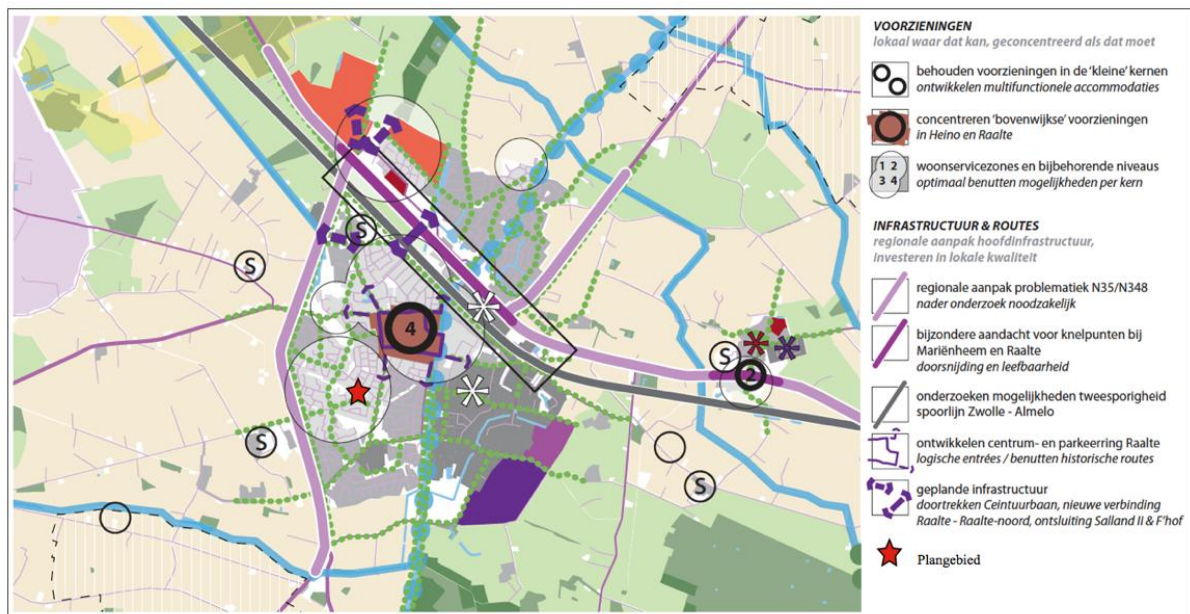 VOORZIENINGEN
lokaal waar dat kan, geconcentreerd als dat moet
behouden voorzieningen in de 'kleine' kernen
ontwikkelen multifunctionele accommodaties
concentreren 'bovenwijkse' voorzieningen
in Heino en Raalte
1 2
3 4
woonservicezones en bijbehorende niveaus
optimaal benutten mogelijkheden per kern
INFRASTRUCTUUR & ROUTES
regionale aanpak hoofdinfrastructuur,
investeren in lokale kwaliteit
regionale aanpak problematiek N35/N348
nader onderzoek noodzakelijk
bijzondere aandacht voor knelpunten bij
Mariënheem en Raalte
doorsnijding en leefbaarheid
onderzoeken mogelijkheden tweesporigheid
spoorlijn Zwolle - Almelo
ontwikkelen centrum- en parkeerring Raalte
logische entrées / benutten historische routes
geplande infrastructuur
doortrekken Ceintuurbaan, nieuwe verbinding
Raalte - Raalte-noord, ontsluiting Salland II & F'hof
Plangebied
S
S
4
S
2
S
S